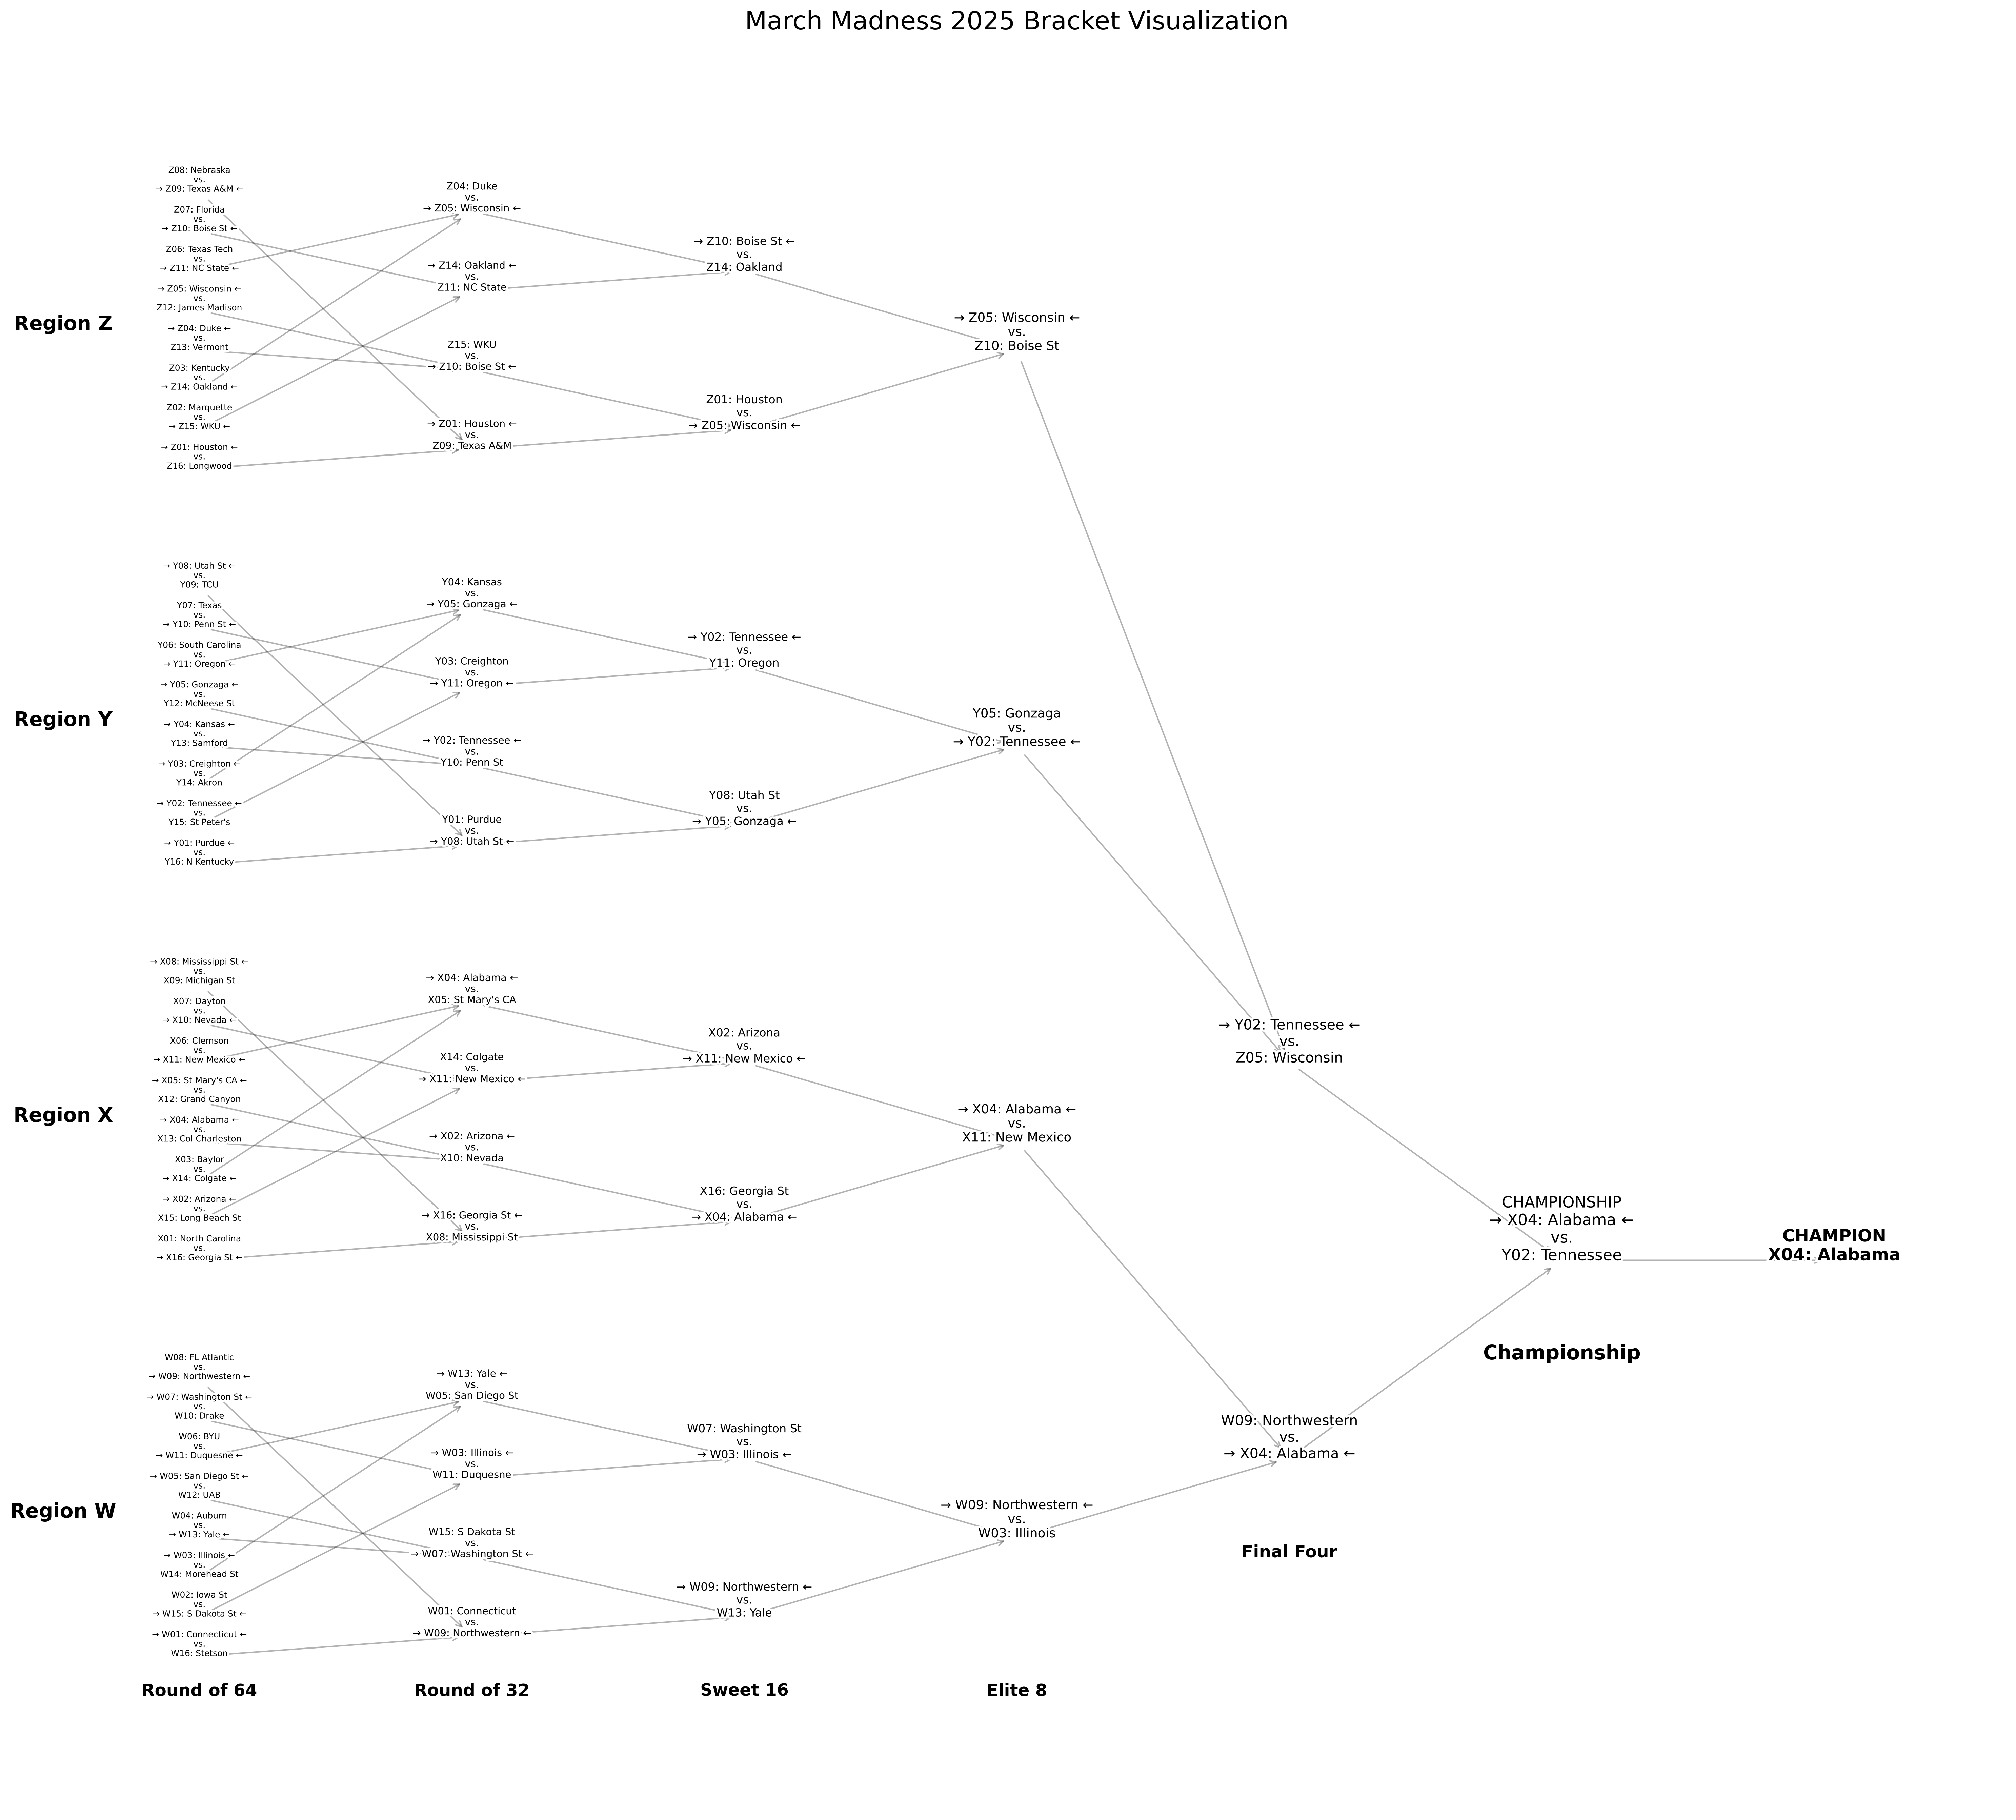 March Madness 2025 Bracket Visualization
Z08: Nebraska
vs.
→ Z09: Texas A&M ←
Z07: Florida
vs.
→ Z10: Boise St ←
Z06: Texas Tech
vs.
→ Z11: NC State ←
→ Z05: Wisconsin ←
vs.
Z12: James Madison
→ Z04: Duke ←
vs.
Z13: Vermont
Z03: Kentucky
vs.
→ Z14: Oakland ←
Z02: Marquette
vs.
→ Z15: WKU ←
→ Z01: Houston ←
vs.
Z16: Longwood
Z04: Duke
vs.
→ Z05: Wisconsin ←
→ Z14: Oakland ←
vs.
Z11: NC State
Z15: WKU
vs.
→ Z10: Boise St ←
→ Z01: Houston ←
vs.
Z09: Texas A&M
→ Z10: Boise St ←
vs.
Z14: Oakland
Z01: Houston
vs.
→ Z05: Wisconsin ←
→ Z05: Wisconsin ←
vs.
Z10: Boise St
Region Z
→ Y08: Utah St ←
vs.
Y09: TCU
Y07: Texas
vs.
→ Y10: Penn St ←
Y06: South Carolina
vs.
→ Y11: Oregon ←
→ Y05: Gonzaga ←
vs.
Y12: McNeese St
→ Y04: Kansas ←
vs.
Y13: Samford
→ Y03: Creighton ←
vs.
Y14: Akron
→ Y02: Tennessee ←
vs.
Y15: St Peter's
→ Y01: Purdue ←
vs.
Y16: N Kentucky
Y04: Kansas
vs.
→ Y05: Gonzaga ←
Y03: Creighton
vs.
→ Y11: Oregon ←
→ Y02: Tennessee ←
vs.
Y10: Penn St
Y01: Purdue
vs.
→ Y08: Utah St ←
→ Y02: Tennessee ←
vs.
Y11: Oregon
Y08: Utah St
vs.
→ Y05: Gonzaga ←
Y05: Gonzaga
vs.
→ Y02: Tennessee ←
Region Y
→ X08: Mississippi St ←
vs.
X09: Michigan St
X07: Dayton
vs.
→ X10: Nevada ←
X06: Clemson
vs.
→ X11: New Mexico ←
→ X05: St Mary's CA ←
vs.
X12: Grand Canyon
→ X04: Alabama ←
vs.
X13: Col Charleston
X03: Baylor
vs.
→ X14: Colgate ←
→ X02: Arizona ←
vs.
X15: Long Beach St
X01: North Carolina
vs.
→ X16: Georgia St ←
→ X04: Alabama ←
vs.
X05: St Mary's CA
X14: Colgate
vs.
→ X11: New Mexico ←
→ X02: Arizona ←
vs.
X10: Nevada
→ X16: Georgia St ←
vs.
X08: Mississippi St
X02: Arizona
vs.
→ X11: New Mexico ←
X16: Georgia St
vs.
→ X04: Alabama ←
→ X04: Alabama ←
vs.
X11: New Mexico
Region X
W08: FL Atlantic
vs.
→ W09: Northwestern ←
→ W07: Washington St ←
vs.
W10: Drake
W06: BYU
vs.
→ W11: Duquesne ←
→ W05: San Diego St ←
vs.
W12: UAB
W04: Auburn
vs.
→ W13: Yale ←
→ W03: Illinois ←
vs.
W14: Morehead St
W02: Iowa St
vs.
→ W15: S Dakota St ←
→ W01: Connecticut ←
vs.
W16: Stetson
→ W13: Yale ←
vs.
W05: San Diego St
→ W03: Illinois ←
vs.
W11: Duquesne
W15: S Dakota St
vs.
→ W07: Washington St ←
W01: Connecticut
vs.
→ W09: Northwestern ←
W07: Washington St
vs.
→ W03: Illinois ←
→ W09: Northwestern ←
vs.
W13: Yale
→ W09: Northwestern ←
vs.
W03: Illinois
Region W
→ Y02: Tennessee ←
vs.
Z05: Wisconsin
W09: Northwestern
vs.
→ X04: Alabama ←
CHAMPIONSHIP
→ X04: Alabama ←
vs.
Y02: Tennessee
CHAMPION
X04: Alabama
Championship
Final Four
Round of 64
Round of 32
Sweet 16
Elite 8